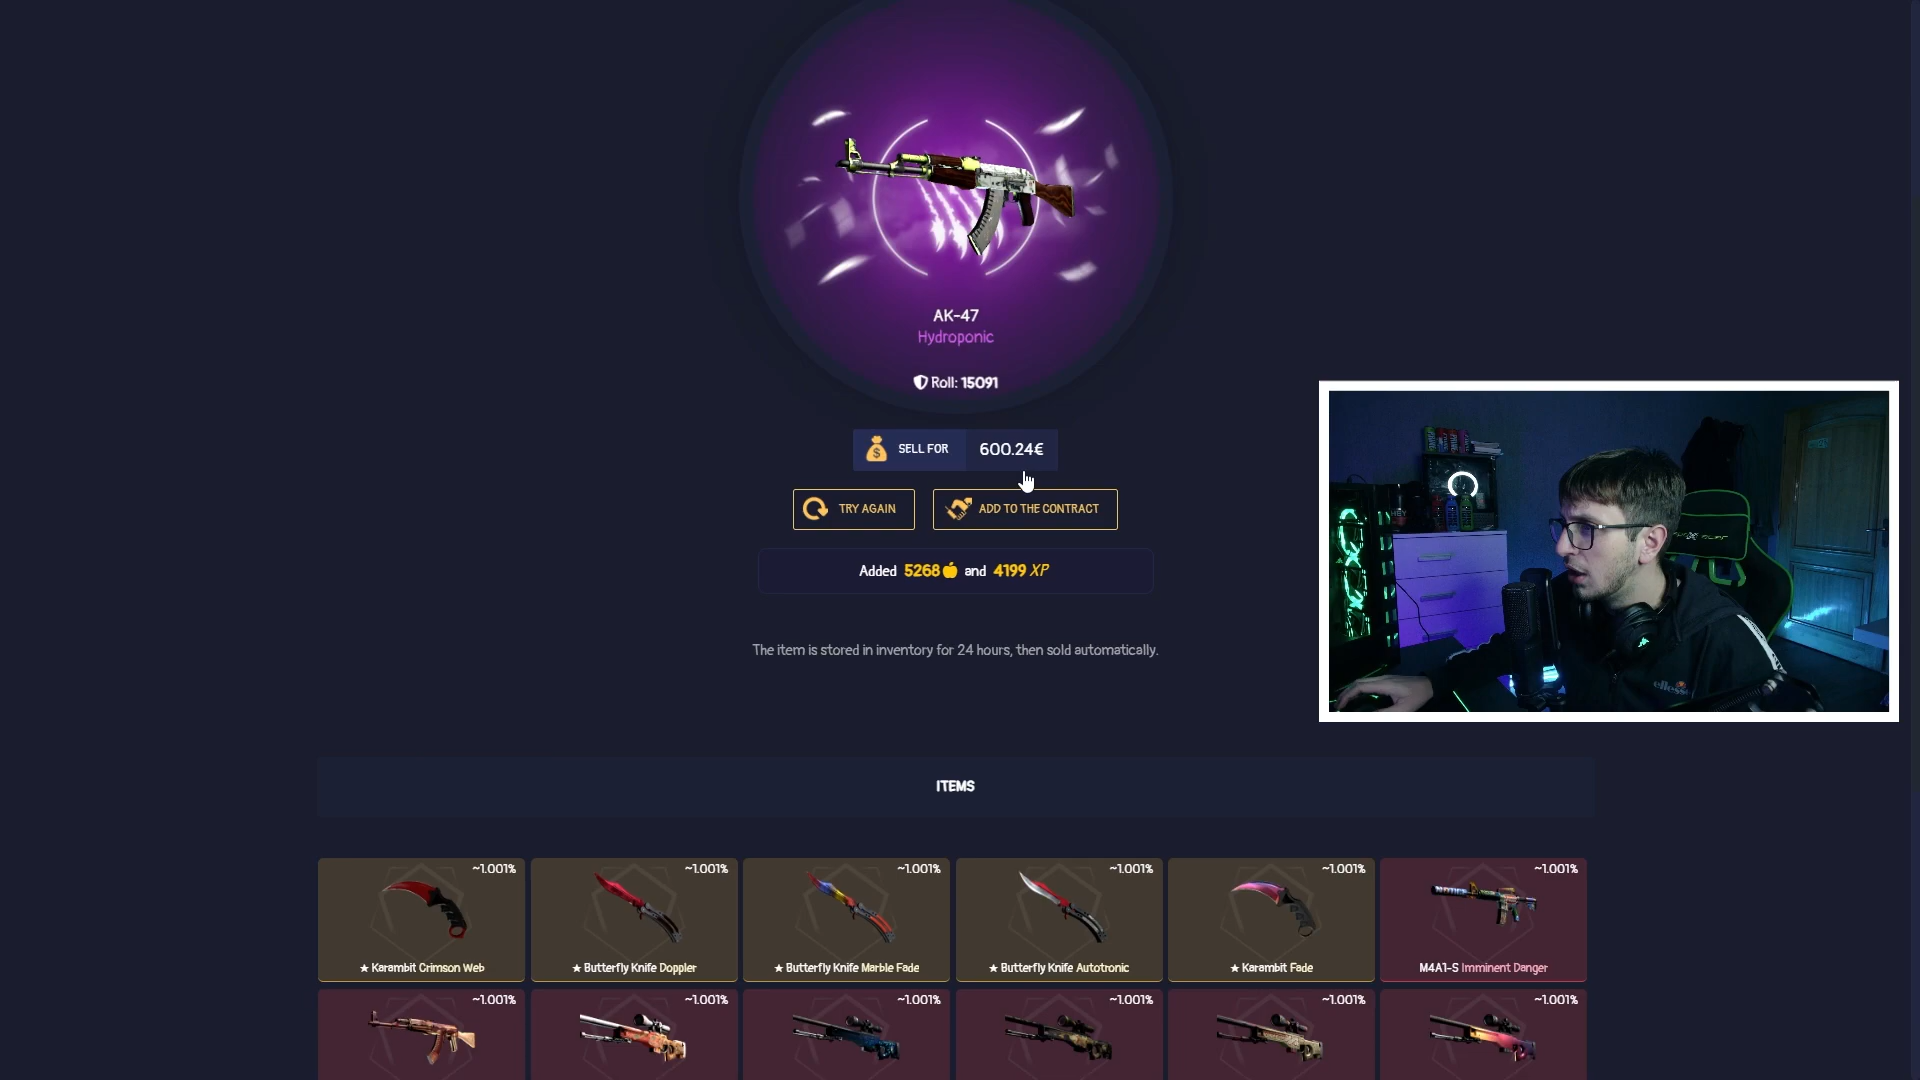 AK-47
Hydroponic
Roll: 15091
SELL FOR 600.24€
TRY AGAIN
ADD TO THE CONTRACT
Added 5268 and 4199 XP
The item is stored in inventory for 24 hours, then sold automatically.
ITEMS
~1.001% ~1.001% ~1.001% ~1.001% ~1.001% ~1.001%
★ Karambit Crimson Web
★ Butterfly Knife Doppler
★ Butterfly Knife Marble Fade
★ Butterfly Knife Autotronic
★ Karambit Fade
M4A1-S Imminent Danger
~1.001% ~1.001% ~1.001% ~1.001% ~1.001% ~1.001%
ellesse